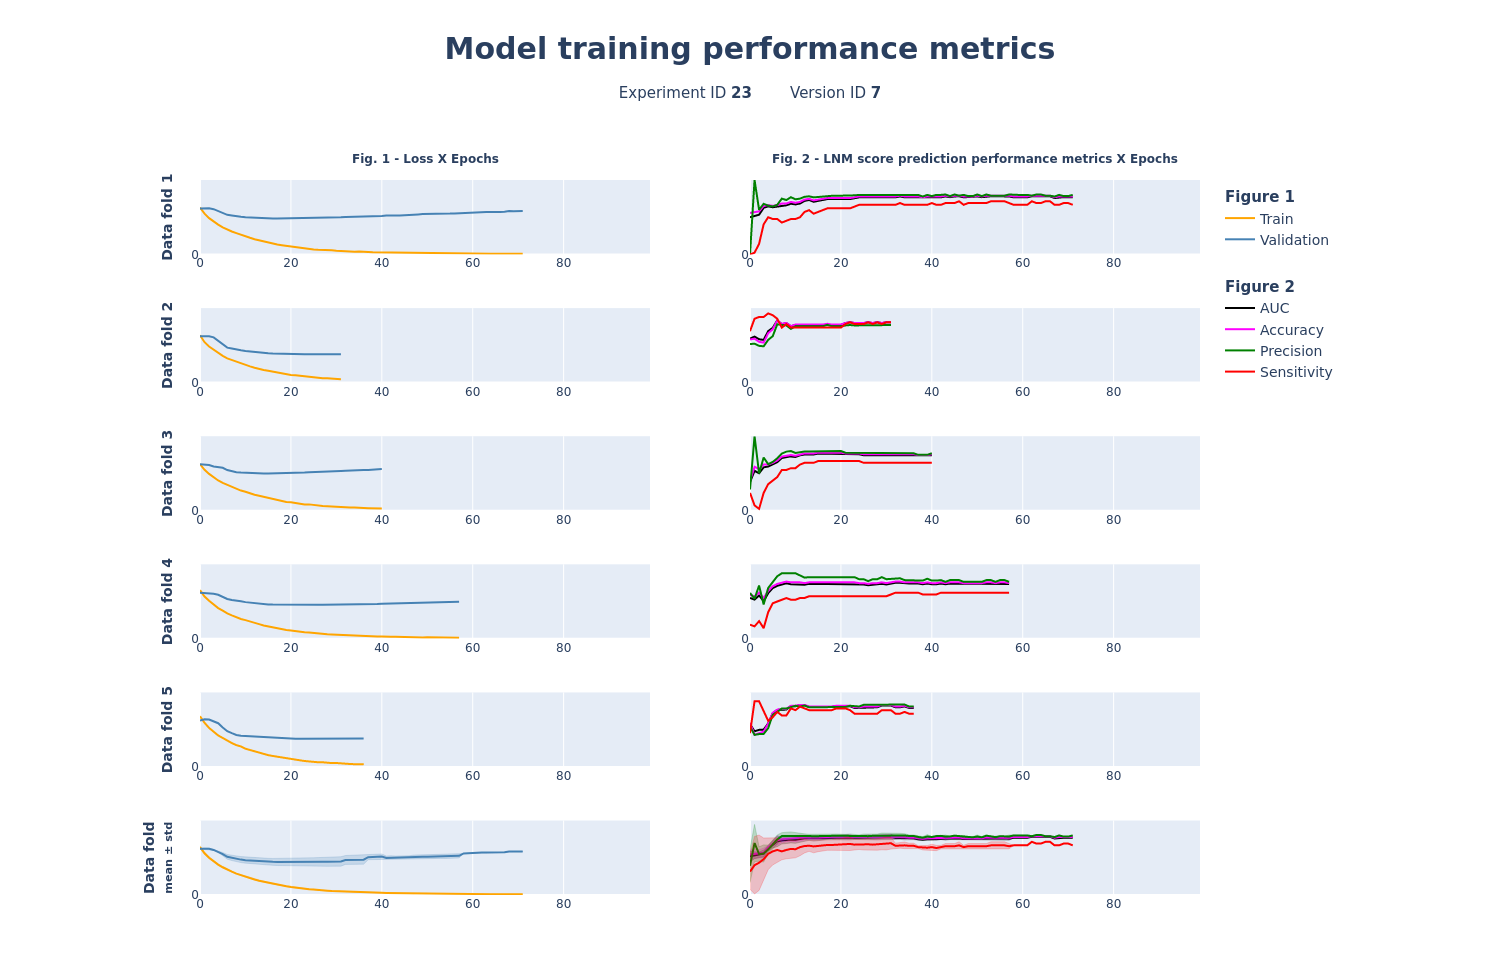 Model training performance metrics
Experiment ID 23 Version ID 7
Fig. 1 - Loss X Epochs
Fig. 2 - LNM score prediction performance metrics X Epochs
Data fold 1
0
0 20 40 60 80
0
0 20 40 60 80
Figure 1
Train
Validation
Figure 2
AUC
Accuracy
Precision
Sensitivity
Data fold 2
0
0 20 40 60 80
0
0 20 40 60 80
Data fold 3
0
0 20 40 60 80
0
0 20 40 60 80
Data fold 4
0
0 20 40 60 80
0
0 20 40 60 80
Data fold 5
0
0 20 40 60 80
0
0 20 40 60 80
Data fold
mean ± std
0
0 20 40 60 80
0
0 20 40 60 80